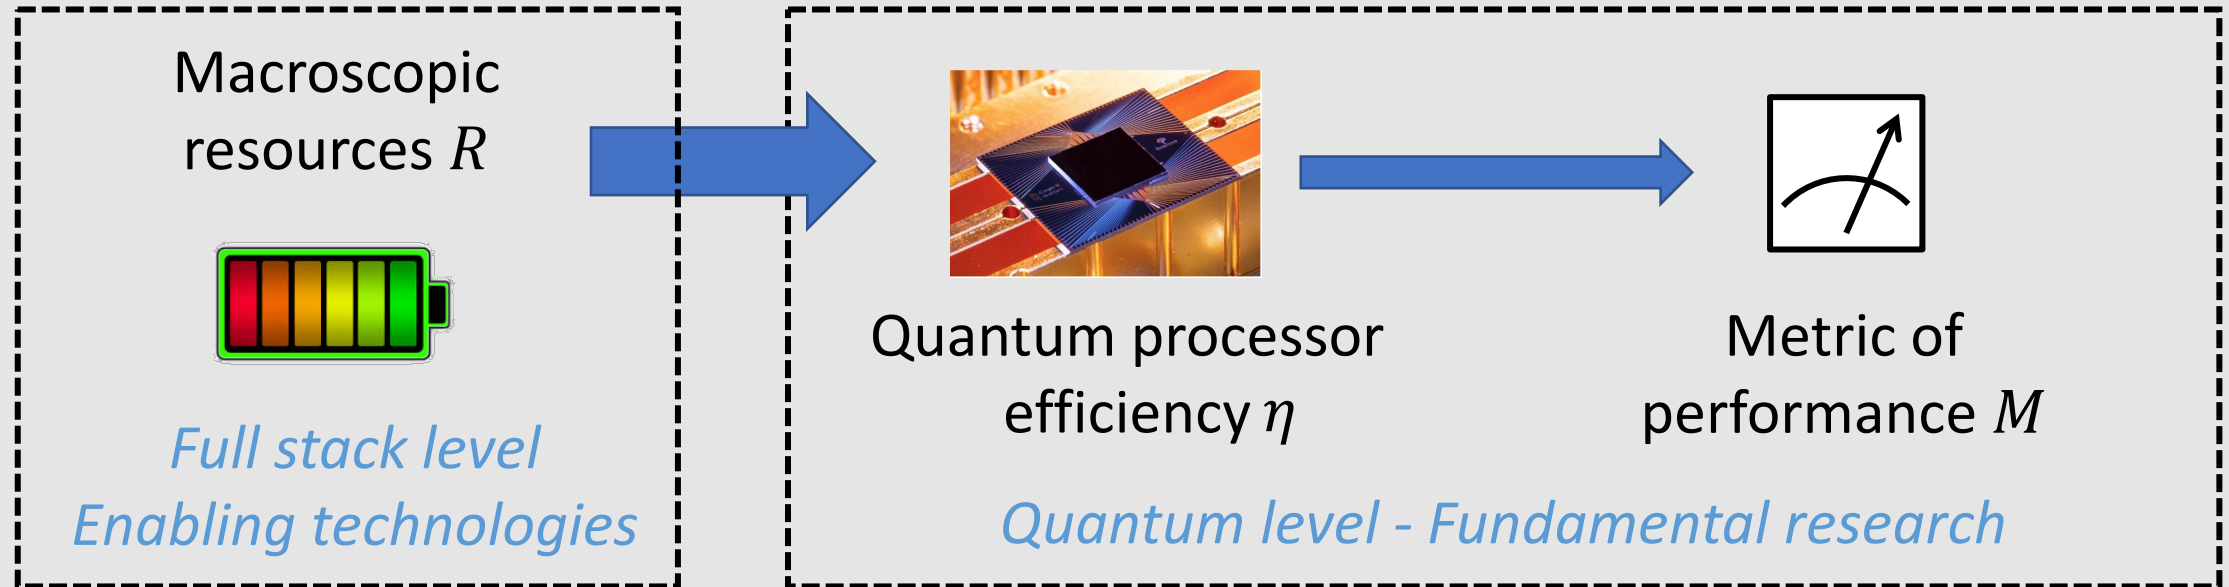 Macroscopic
resources R
Full stack level
Enabling technologies
Quantum processor
efficiency η
Metric of
performance M
Quantum level - Fundamental research